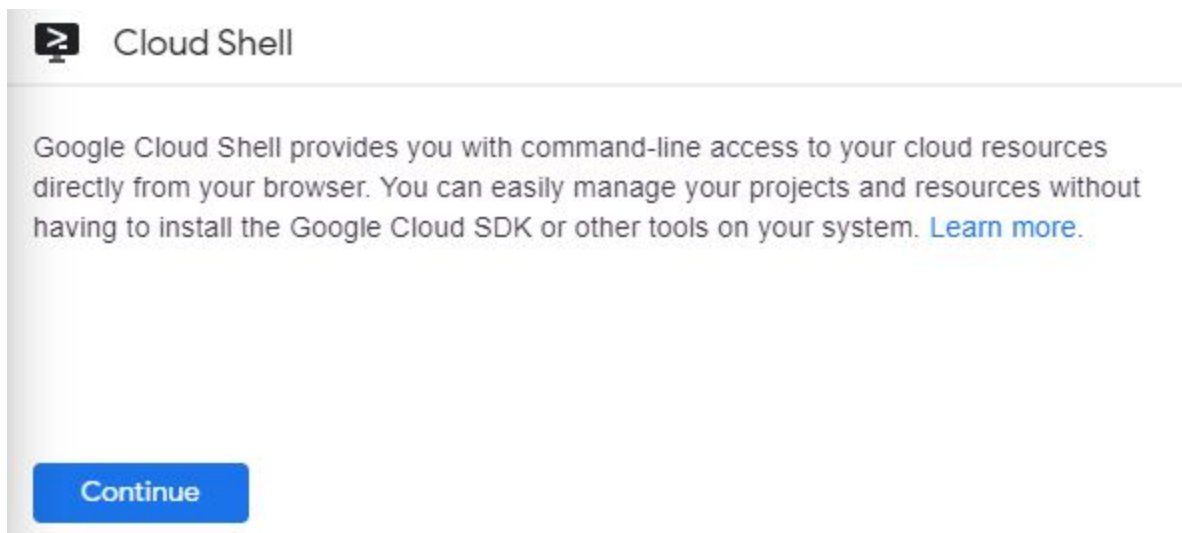 Cloud Shell
Google Cloud Shell provides you with command-line access to your cloud resources
directly from your browser. You can easily manage your projects and resources without
having to install the Google Cloud SDK or other tools on your system. Learn more.
Continue